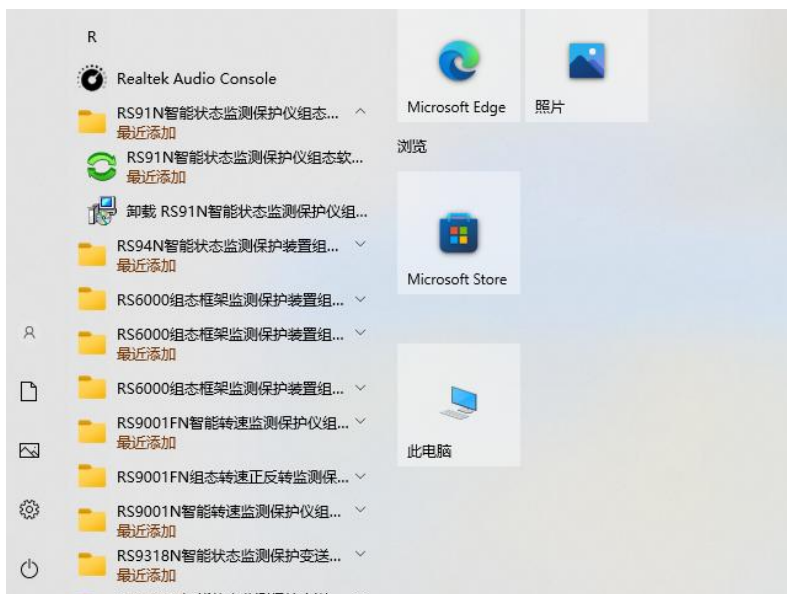 R
Realtek Audio Console
RS91N智能状态监测保护仪组态...
最近添加
RS91N智能状态监测保护仪组态软...
最近添加
卸载 RS91N智能状态监测保护仪组...
RS94N智能状态监测保护装置组...
最近添加
RS6000组态框架监测保护装置组...
RS6000组态框架监测保护装置组...
最近添加
RS6000组态框架监测保护装置组...
RS9001FN智能转速监测保护仪组...
最近添加
RS9001FN组态转速正反转监测保...
RS9001N智能转速监测保护仪组...
最近添加
RS9318N智能状态监测保护变送...
最近添加
Microsoft Edge
照片
浏览
Microsoft Store
此电脑